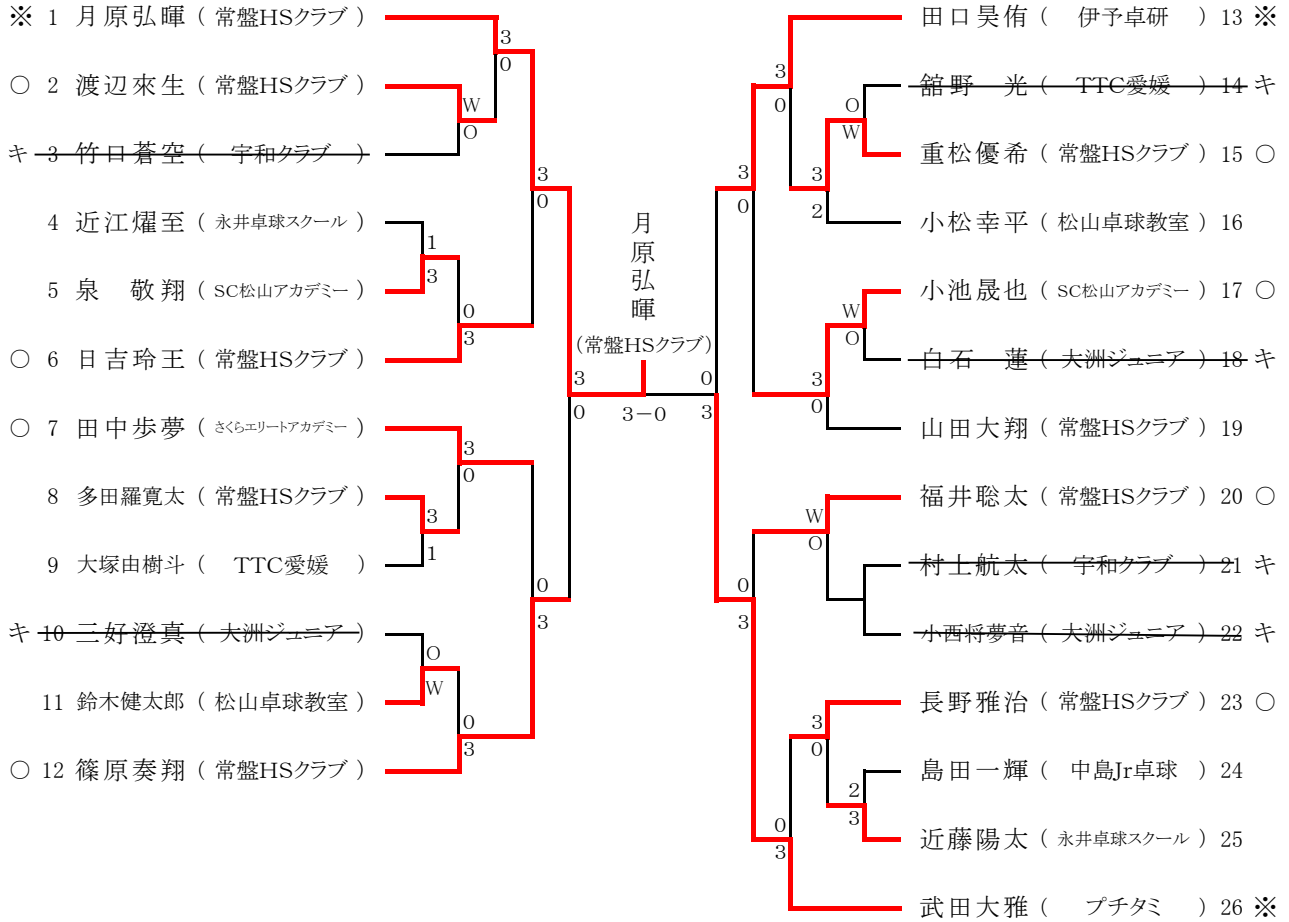 ※ 1 月原弘暉 ( 常盤HSクラブ )
○ 2 渡辺來生 ( 常盤HSクラブ )
キ 3 竹口蒼空 ( 宇和クラブ )
4 近江燿至 ( 永井卓球スクール )
5 泉 敬翔 ( SC松山アカデミー )
○ 6 日吉玲王 ( 常盤HSクラブ )
○ 7 田中歩夢 ( さくらエリートアカデミー )
8 多田羅寛太 ( 常盤HSクラブ )
9 大塚由樹斗 ( TTC愛媛 )
キ 10 三好澄真 ( 大洲ジュニア )
11 鈴木健太郎 ( 松山卓球教室 )
○ 12 篠原奏翔 ( 常盤HSクラブ )
3
0
W
O
3
0
1
3
0
3
3
0
3
0
3
1
0
3
O
W
0
3
月原弘暉
(常盤HSクラブ)
3−0
0
3
3
0
3
0
O
W
3
2
W
O
3
0
W
O
0
3
3
0
2
3
0
3
田口昊侑 ( 伊予卓研 ) 13 ※
舘野 光 ( TTC愛媛 ) 14 キ
重松優希 ( 常盤HSクラブ ) 15 ○
小松幸平 ( 松山卓球教室 ) 16
小池晟也 ( SC松山アカデミー ) 17 ○
白石 蓮 ( 大洲ジュニア ) 18 キ
山田大翔 ( 常盤HSクラブ ) 19
福井聡太 ( 常盤HSクラブ ) 20 ○
村上航太 ( 宇和クラブ ) 21 キ
小西将夢音 ( 大洲ジュニア ) 22 キ
長野雅治 ( 常盤HSクラブ ) 23 ○
島田一輝 ( 中島Jr卓球 ) 24
近藤陽太 ( 永井卓球スクール ) 25
武田大雅 ( プチタミ ) 26 ※